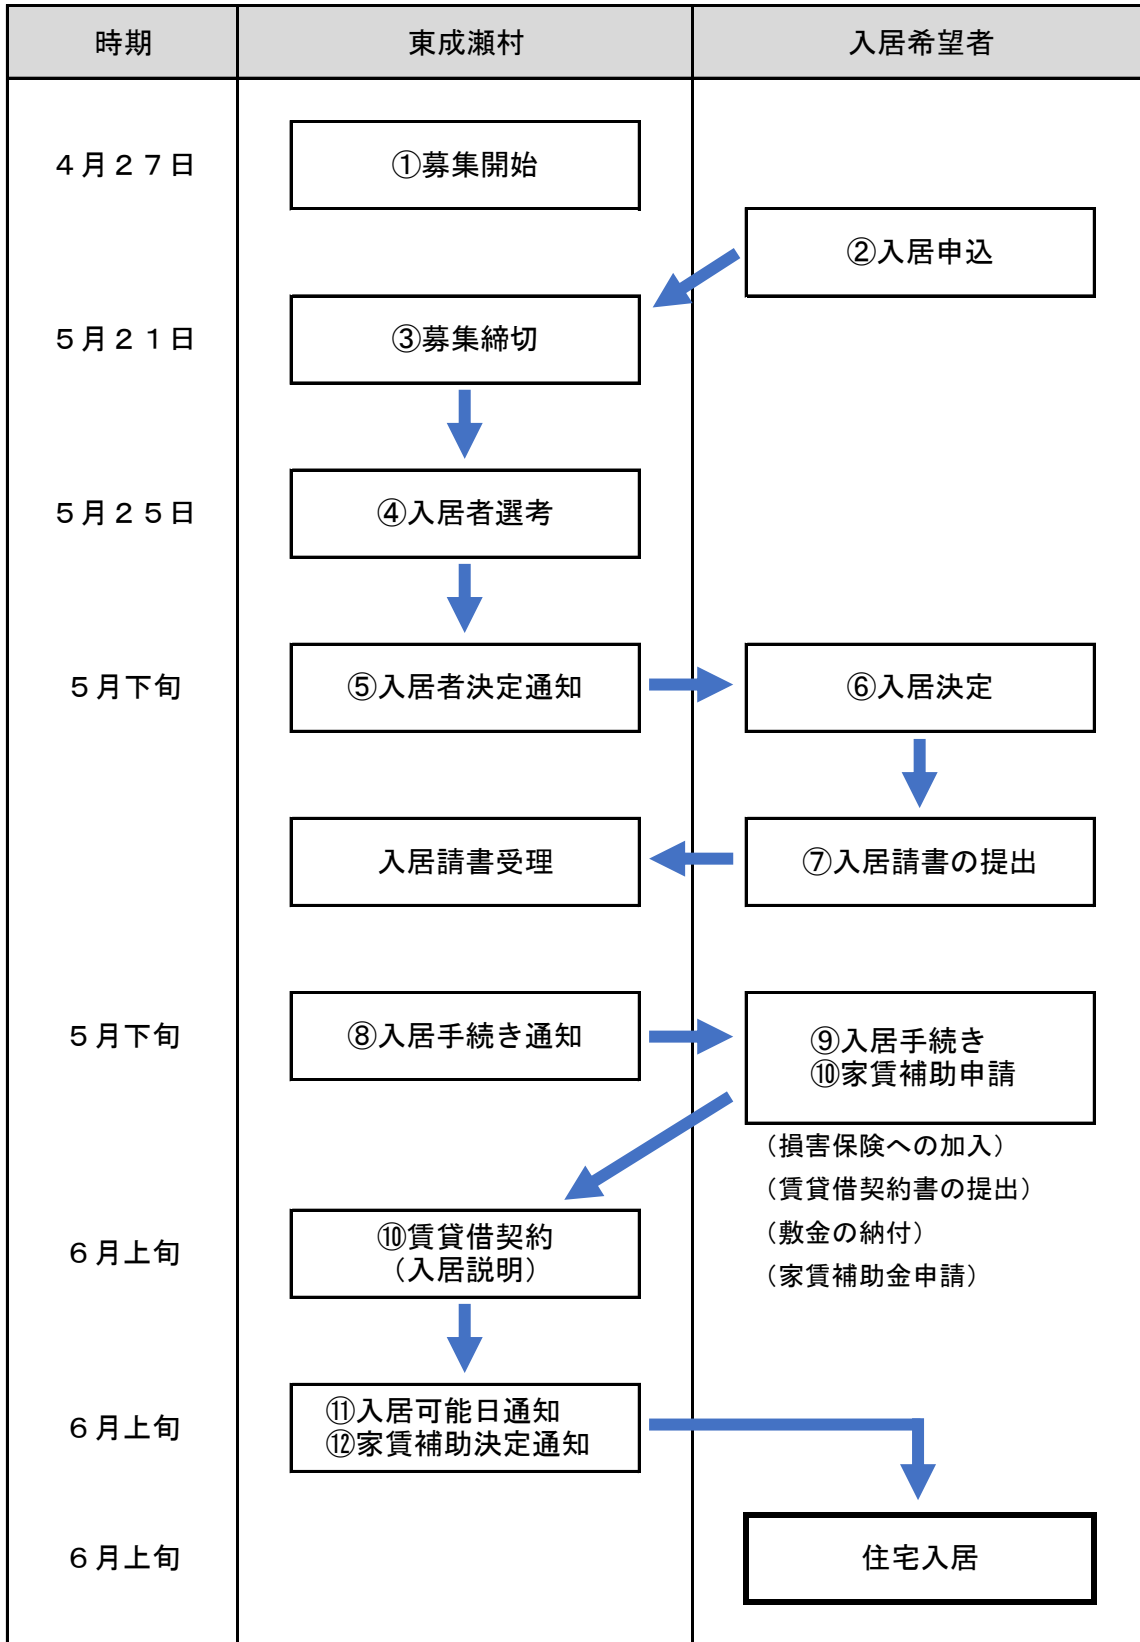 時期
東成瀬村
入居希望者
４月２７日
①募集開始
②入居申込
５月２１日
③募集締切
５月２５日
④入居者選考
５月下旬
⑤入居者決定通知
⑥入居決定
入居請書受理
⑦入居請書の提出
５月下旬
⑧入居手続き通知
⑨入居手続き
⑩家賃補助申請
（損害保険への加入）
（賃貸借契約書の提出）
（敷金の納付）
（家賃補助金申請）
６月上旬
⑩賃貸借契約
（入居説明）
６月上旬
⑪入居可能日通知
⑫家賃補助決定通知
６月上旬
住宅入居